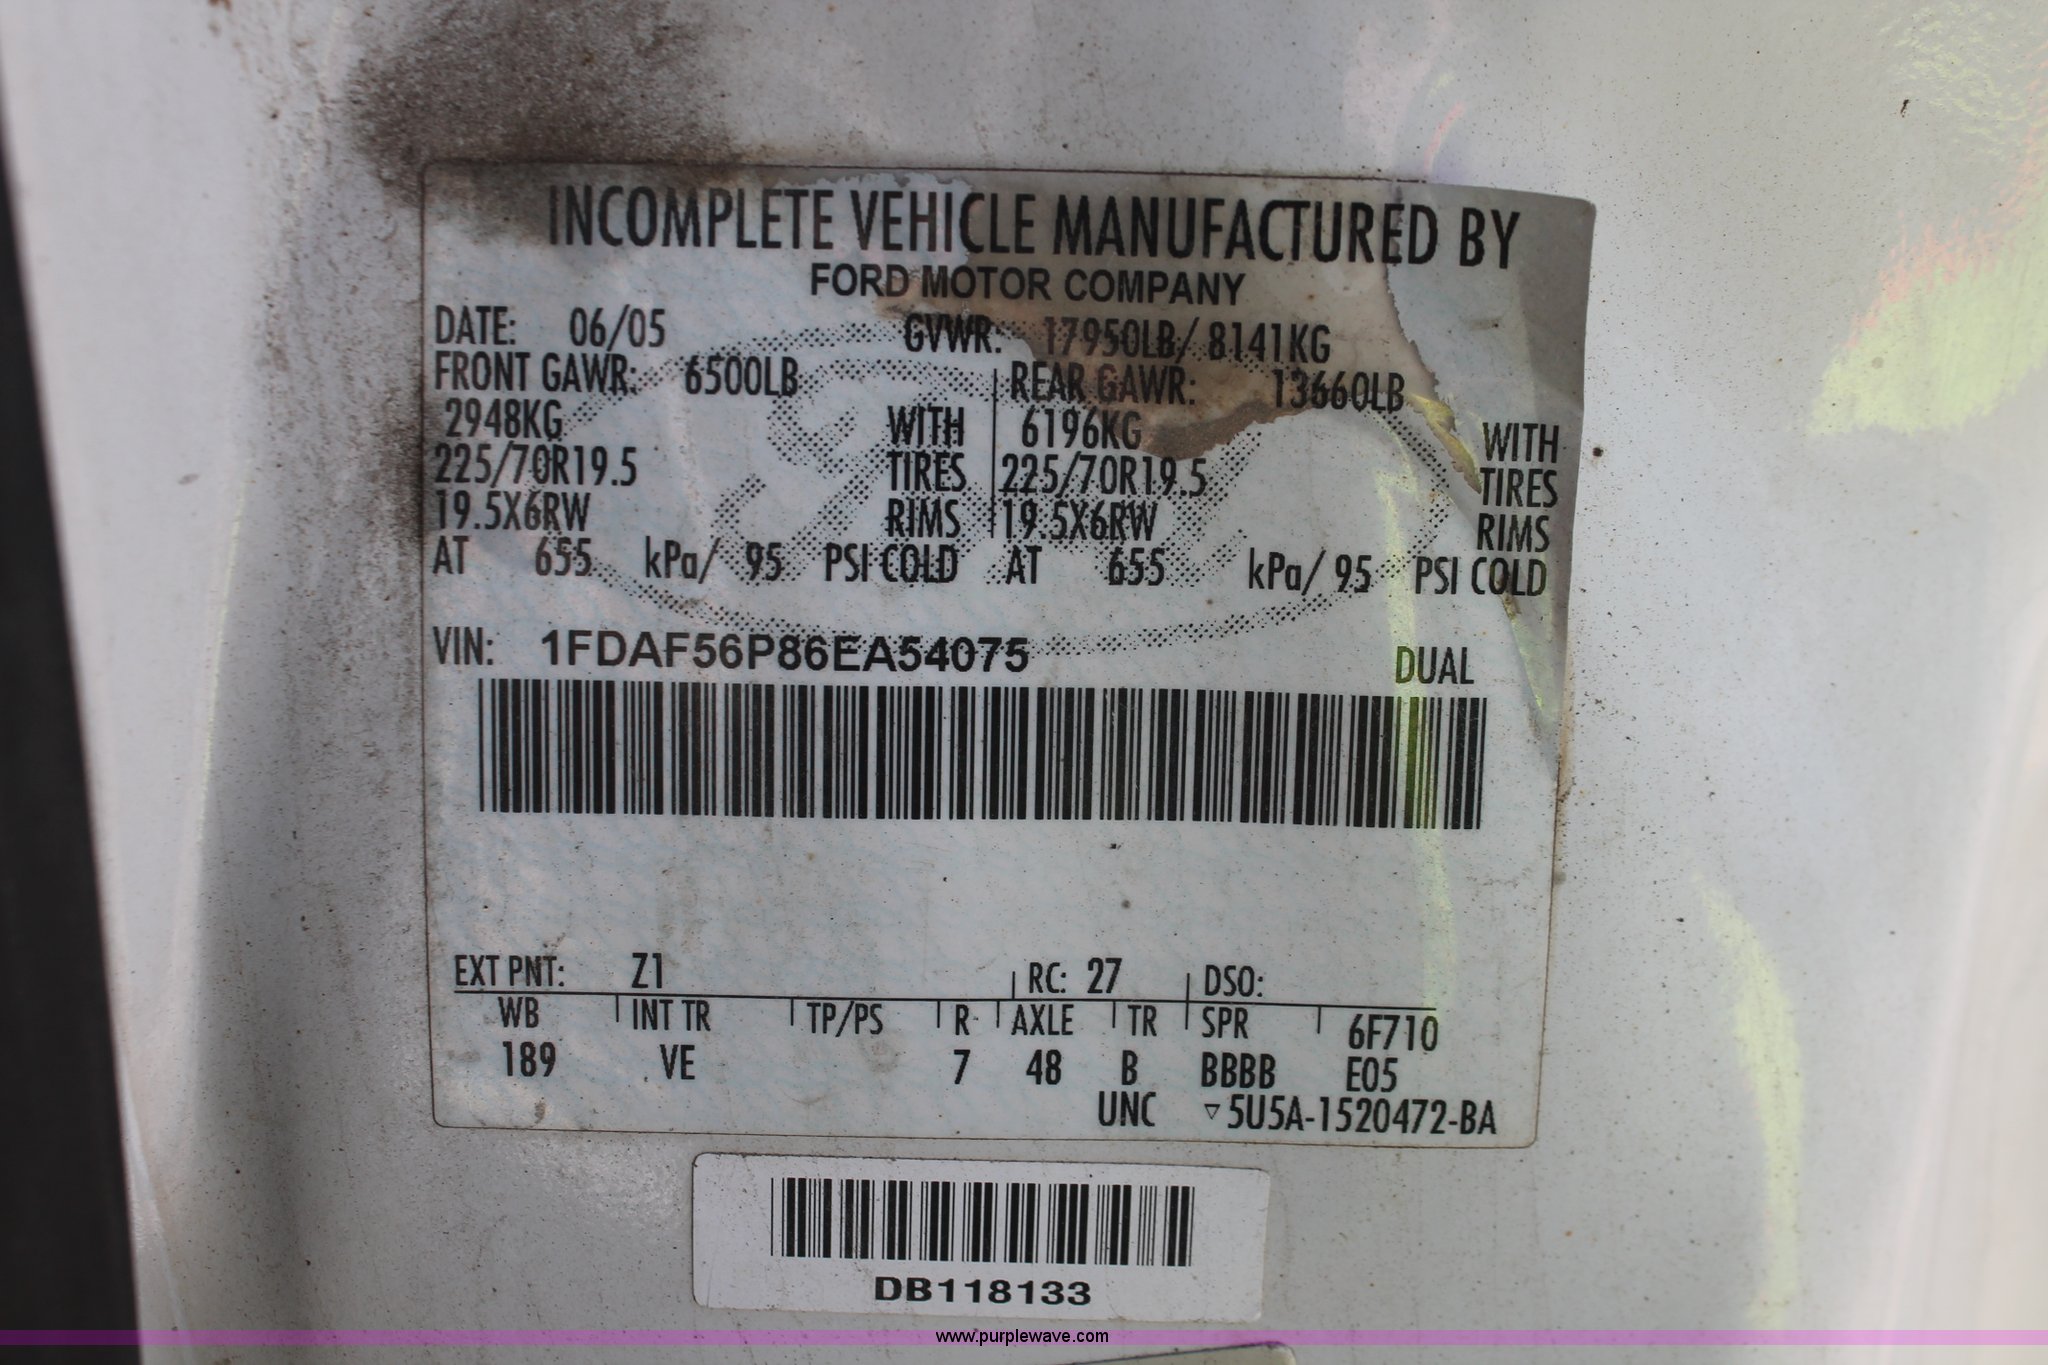 INCOMPLETE VEHICLE MANUFACTURED BY
FORD MOTOR COMPANY
DATE: 06/05 GVWR: 17950LB/ 8141KG
FRONT GAWR: 6500LB REAR GAWR: 13660LB
2948KG WITH 6196KG WITH
225/70R19.5 TIRES 225/70R19.5 TIRES
19.5X6RW RIMS 19.5X6RW RIMS
AT 655 kPa/ 95 PSI COLD AT 655 kPa/ 95 PSI COLD
VIN: 1FDAF56P86EA54075 DUAL
EXT PNT: Z1 RC: 27 DSO:
WB INT TR TP/PS R AXLE TR SPR 6F710
189 VE 7 48 B BBBB E05
UNC ▿5U5A-1520472-BA
DB118133
www.purplewave.com